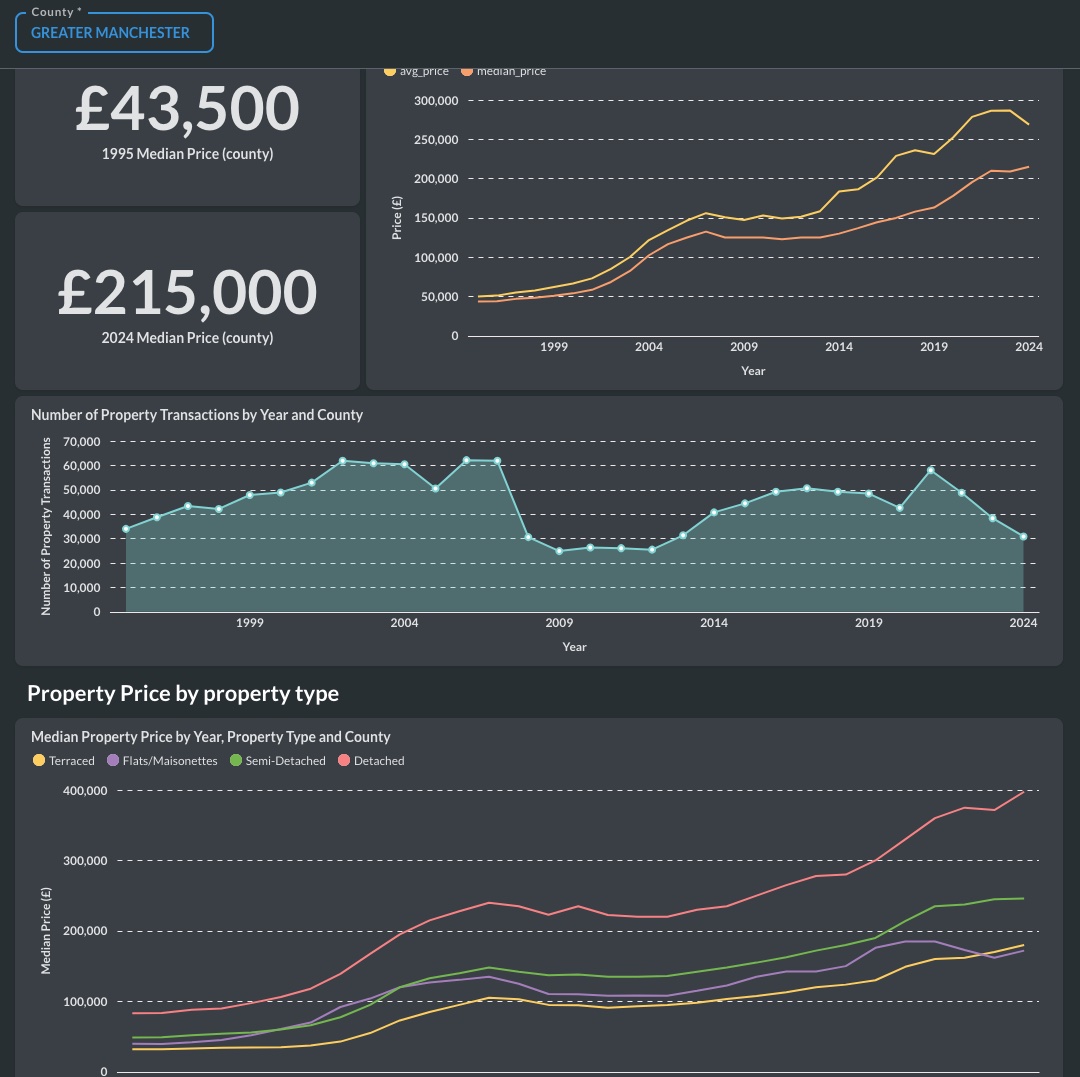 County *
GREATER MANCHESTER
£43,500
1995 Median Price (county)
£215,000
2024 Median Price (county)
avg_price median_price
300,000
250,000
200,000
150,000
100,000
50,000
0
Price (£)
1999 2004 2009 2014 2019 2024
Year
Number of Property Transactions by Year and County
70,000
60,000
50,000
40,000
30,000
20,000
10,000
0
Number of Property Transactions
1999 2004 2009 2014 2019 2024
Year
Property Price by property type
Median Property Price by Year, Property Type and County
Terraced Flats/Maisonettes Semi-Detached Detached
400,000
300,000
200,000
100,000
0
Median Price (£)